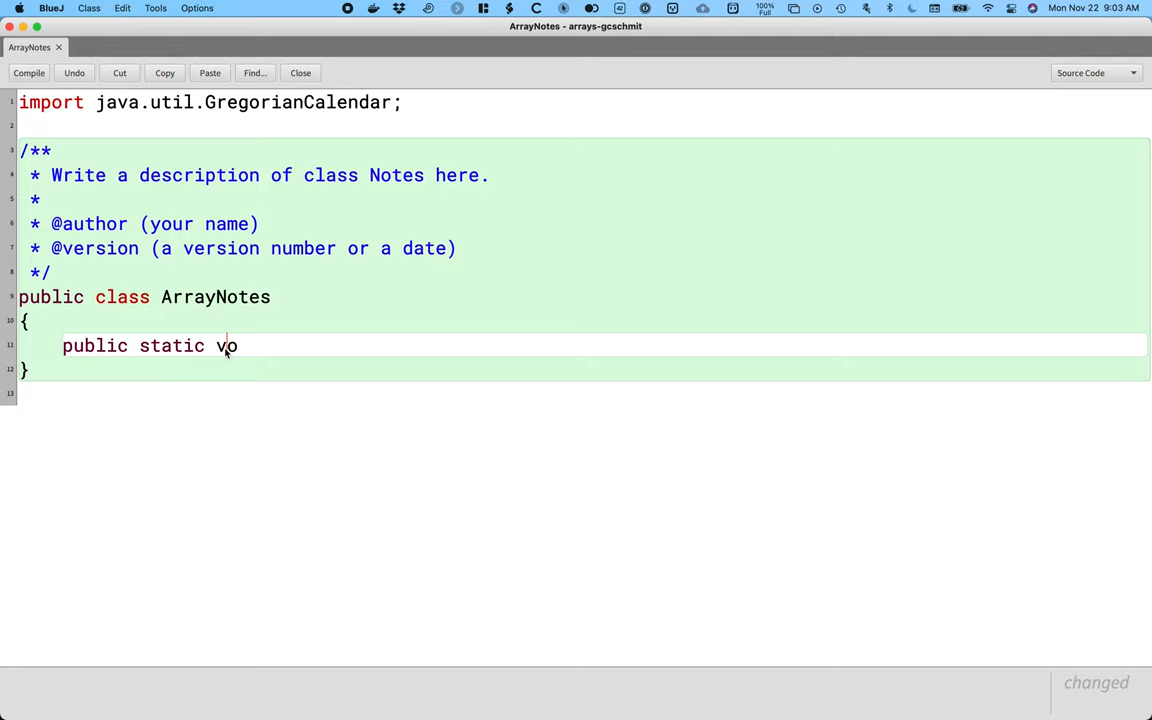 BlueJ Class Edit Tools Options 42 100% Full Mon Nov 22 9:03 AM
ArrayNotes - arrays-gcschmit
ArrayNotes ×
Compile Undo Cut Copy Paste Find... Close Source Code
1 import java.util.GregorianCalendar;
2
3 /**
4 * Write a description of class Notes here.
5 *
6 * @author (your name)
7 * @version (a version number or a date)
8 */
9 public class ArrayNotes
10 {
11 public static vo
12 }
13
changed